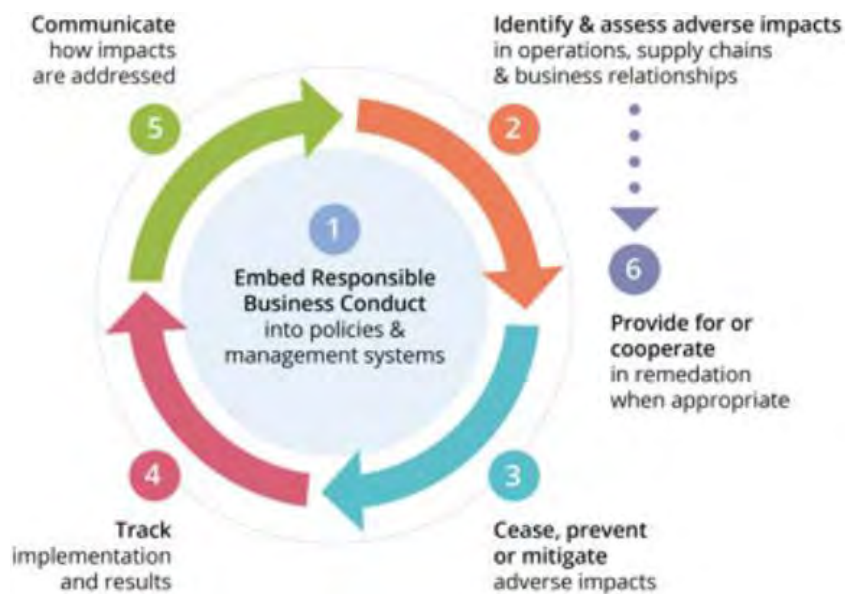 Communicate
how impacts
are addressed
5
Identify & assess adverse impacts
in operations, supply chains
& business relationships
2
1
Embed Responsible
Business Conduct
into policies &
management systems
6
Provide for or
cooperate
in remedation
when appropriate
4
Track
implementation
and results
3
Cease, prevent
or mitigate
adverse impacts